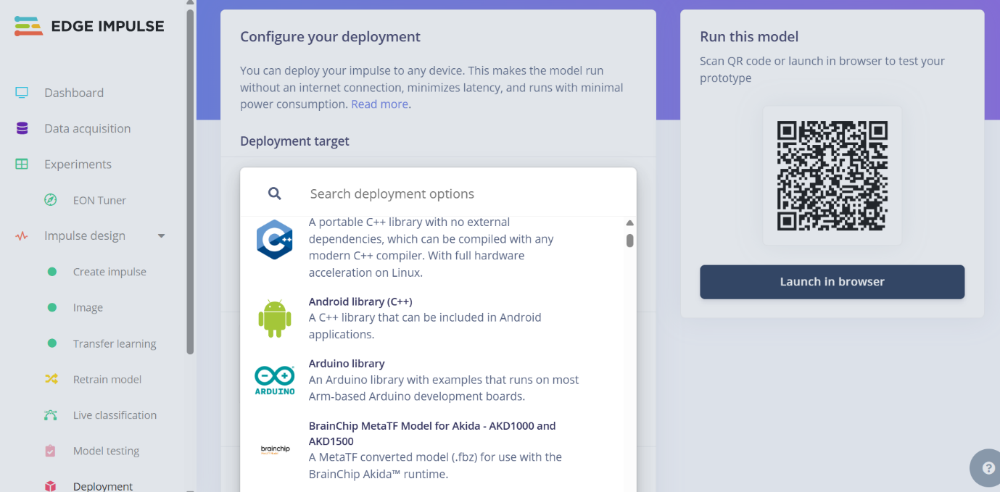 EDGE IMPULSE
Dashboard
Data acquisition
Experiments
EON Tuner
Impulse design
Create impulse
Image
Transfer learning
Retrain model
Live classification
Model testing
Deployment
Configure your deployment
You can deploy your impulse to any device. This makes the model run
without an internet connection, minimizes latency, and runs with minimal
power consumption. Read more.
Deployment target
Search deployment options
A portable C++ library with no external
dependencies, which can be compiled with any
modern C++ compiler. With full hardware
acceleration on Linux.
Android library (C++)
A C++ library that can be included in Android
applications.
ARDUINO
Arduino library
An Arduino library with examples that runs on most
Arm-based Arduino development boards.
brainchip
BrainChip MetaTF Model for Akida - AKD1000 and
AKD1500
A MetaTF converted model (.fbz) for use with the
BrainChip Akida™ runtime.
Run this model
Scan QR code or launch in browser to test your
prototype
Launch in browser
?